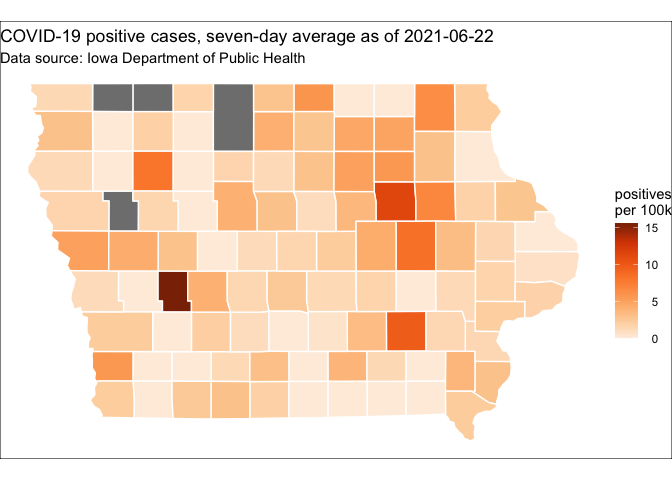 COVID-19 positive cases, seven-day average as of 2021-06-22
Data source: Iowa Department of Public Health
positives
per 100k
15
10
5
0